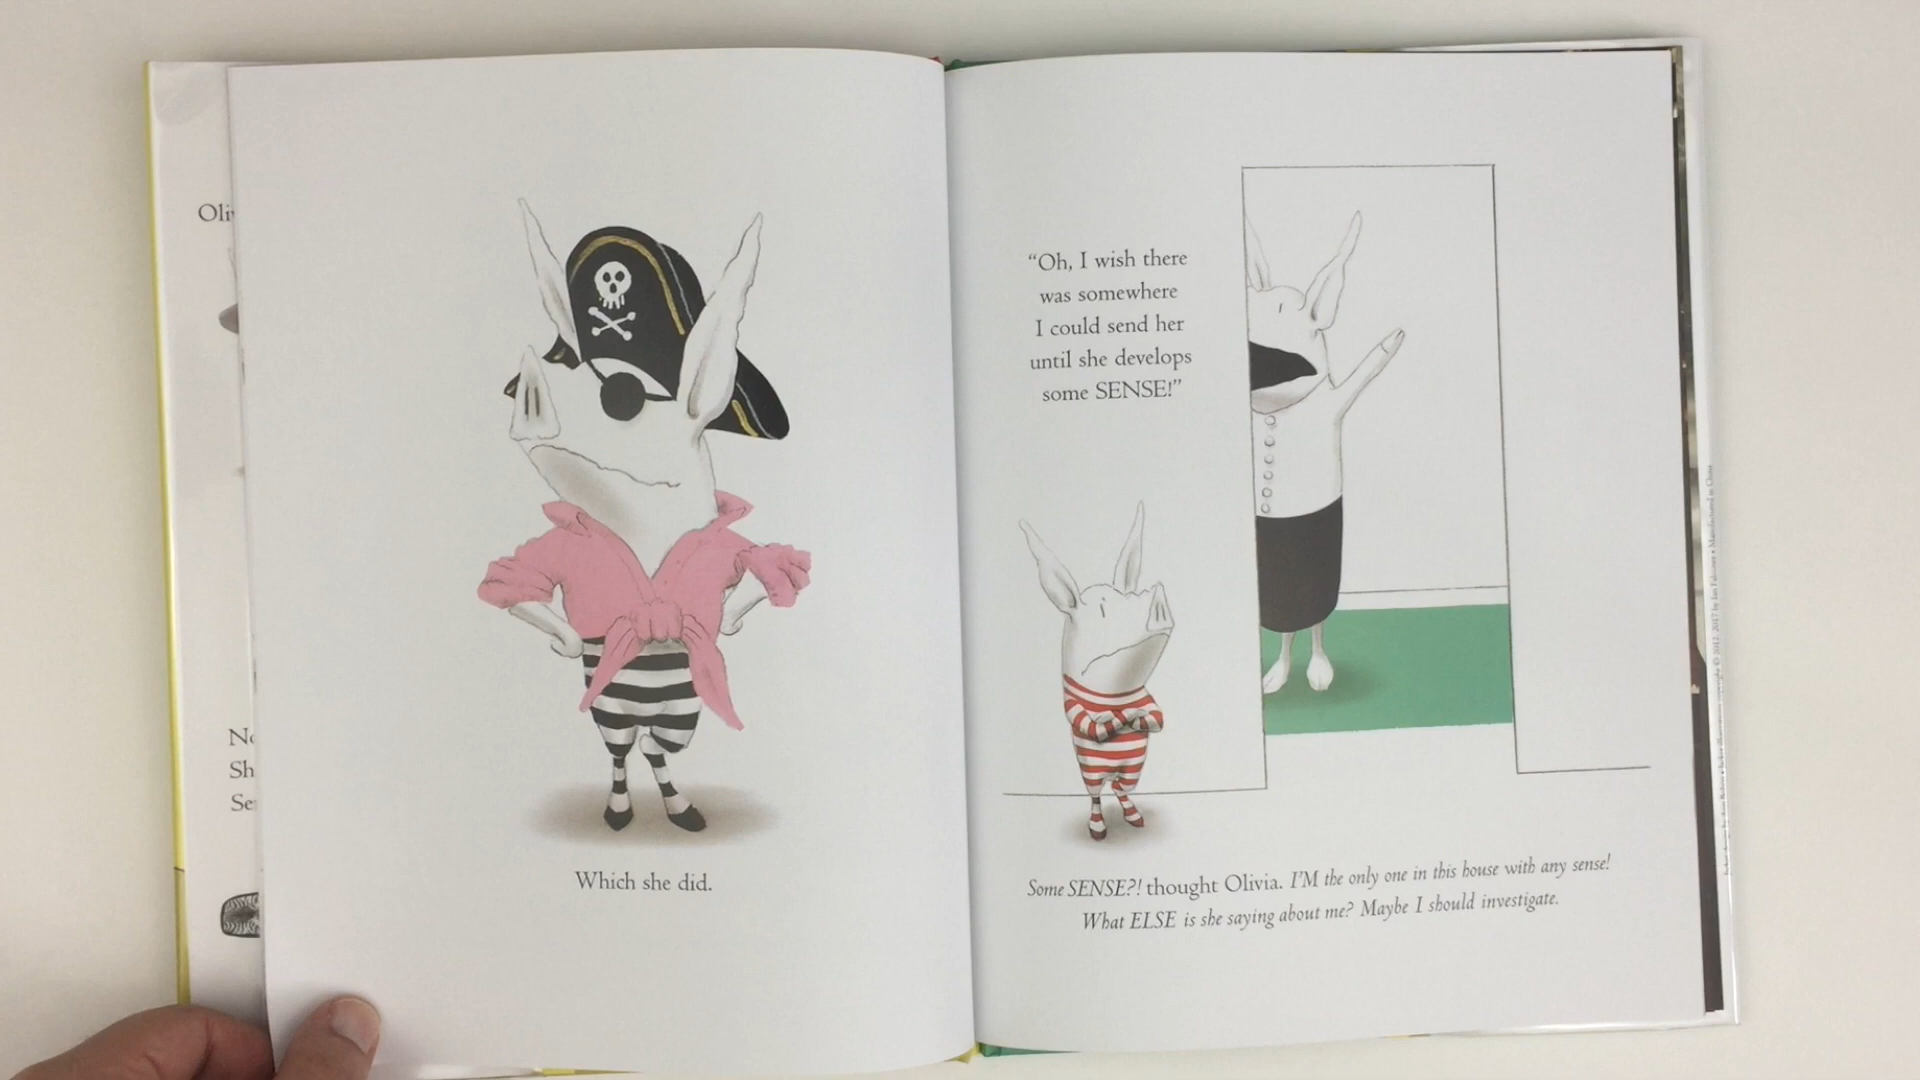 Which she did.
“Oh, I wish there
was somewhere
I could send her
until she develops
some SENSE!”
Some SENSE?! thought Olivia. I’M the only one in this house with any sense!
What ELSE is she saying about me? Maybe I should investigate.